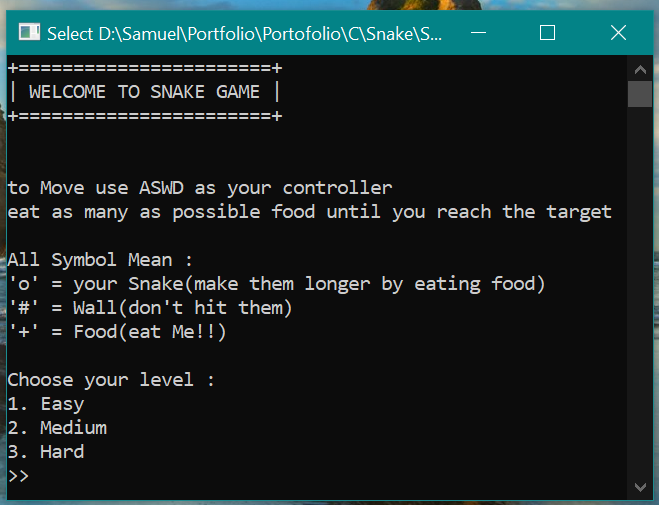 Select D:\Samuel\Portfolio\Portofolio\C\Snake\S...
+=======================+
| WELCOME TO SNAKE GAME |
+=======================+
to Move use ASWD as your controller
eat as many as possible food until you reach the target
All Symbol Mean :
'o' = your Snake(make them longer by eating food)
'#' = Wall(don't hit them)
'+' = Food(eat Me!!)
Choose your level :
1. Easy
2. Medium
3. Hard
>>